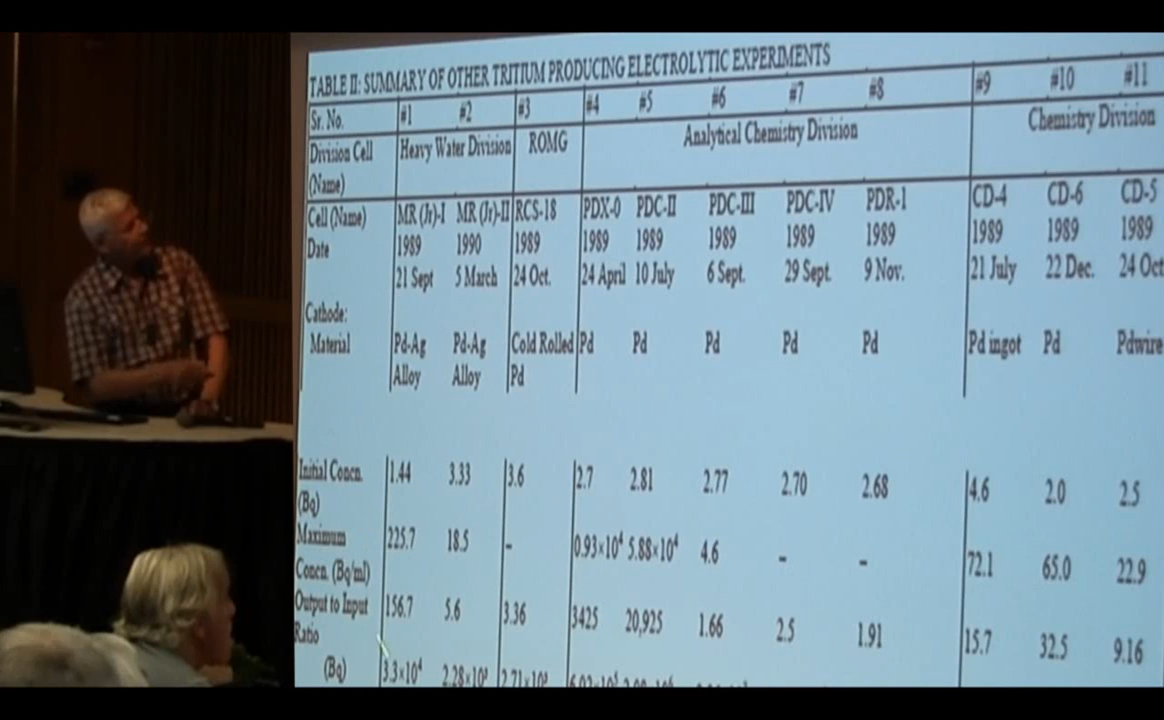 TABLE II: SUMMARY OF OTHER TRITIUM PRODUCING ELECTROLYTIC EXPERIMENTS
Sr. No. #1 #2 #3 #4 #5 #6 #7 #8 #9 #10 #11
Division Cell Heavy Water Division ROMG Analytical Chemistry Division Chemistry Division
(Name)
Cell (Name) MR (Jr)-I MR (Jr)-II RCS-18 PDX-0 PDC-II PDC-III PDC-IV PDR-1 CD-4 CD-6 CD-5
Date 1989 1990 1989 1989 1989 1989 1989 1989 1989 1989 1989
21 Sept 5 March 24 Oct. 24 April 10 July 6 Sept. 29 Sept. 9 Nov. 21 July 22 Dec. 24 Oct
Cathode:
Material Pd-Ag Pd-Ag Cold Rolled Pd Pd Pd Pd Pd Pd ingot Pd Pdwire
Alloy Alloy Pd
Initial Concn. 1.44 3.33 3.6 2.7 2.81 2.77 2.70 2.68 4.6 2.0 2.5
(Bq)
Maximum 225.7 18.5 - 0.93×10⁴ 5.88×10⁴ 4.6 - - 72.1 65.0 22.9
Concn. (Bq/ml)
Output to Input 156.7 5.6 3.36 3425 20,925 1.66 2.5 1.91 15.7 32.5 9.16
Ratio
(Bq) 3.3×10⁴